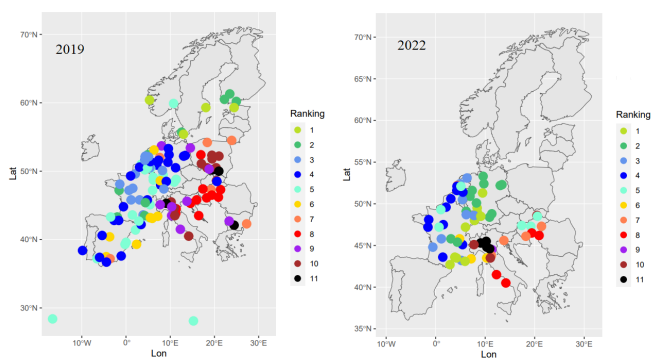 2019
70°N
60°N
50°N
40°N
30°N
Lat
10°W
0°
10°E
20°E
30°E
Lon
Ranking
1
2
3
4
5
6
7
8
9
10
11
2022
70°N
65°N
60°N
55°N
50°N
45°N
40°N
35°N
10°W
0°
10°E
20°E
30°E
Lon
Ranking
1
2
3
4
5
6
7
8
9
10
11